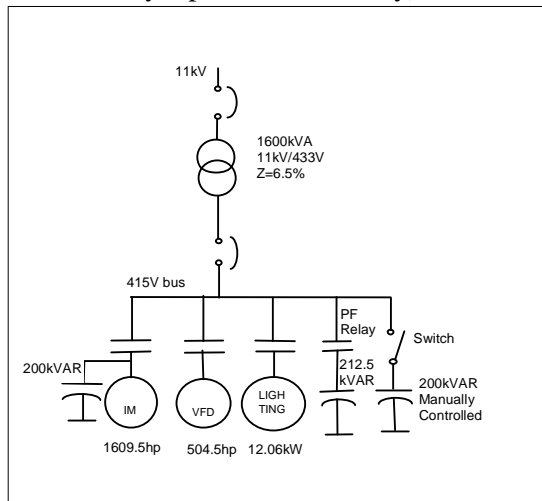 11kV
1600kVA
11kV/433V
Z=6.5%
415V bus
PF
Relay
Switch
200kVAR
212.5
kVAR
200kVAR
Manually
Controlled
IM
VFD
LIGH
TING
1609.5hp
504.5hp
12.06kW